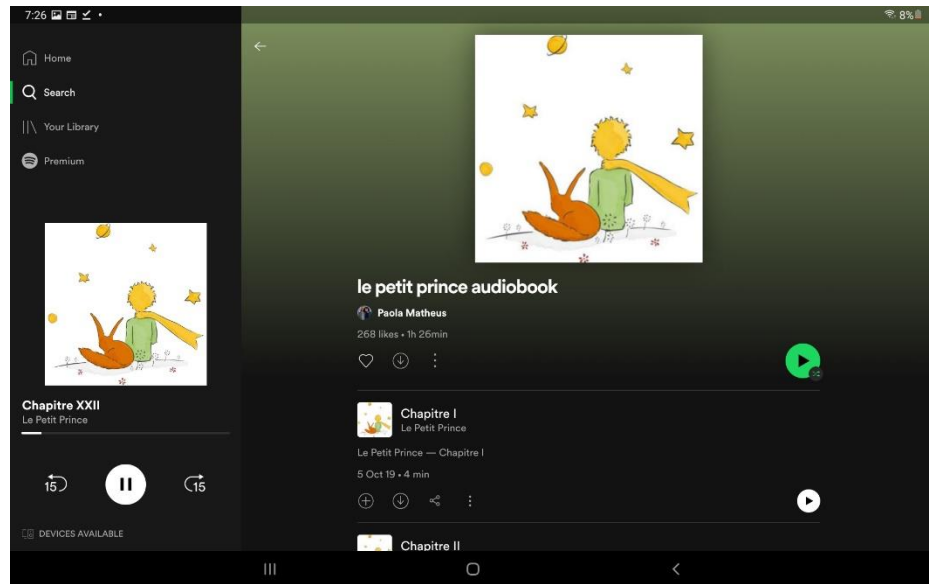 7:26
8%
Home
Search
Your Library
Premium
Chapitre XXII
Le Petit Prince
15
15
DEVICES AVAILABLE
le petit prince audiobook
Paola Matheus
268 likes • 1h 26min
Chapitre I
Le Petit Prince
Le Petit Prince — Chapitre I
5 Oct 19 • 4 min
Chapitre II